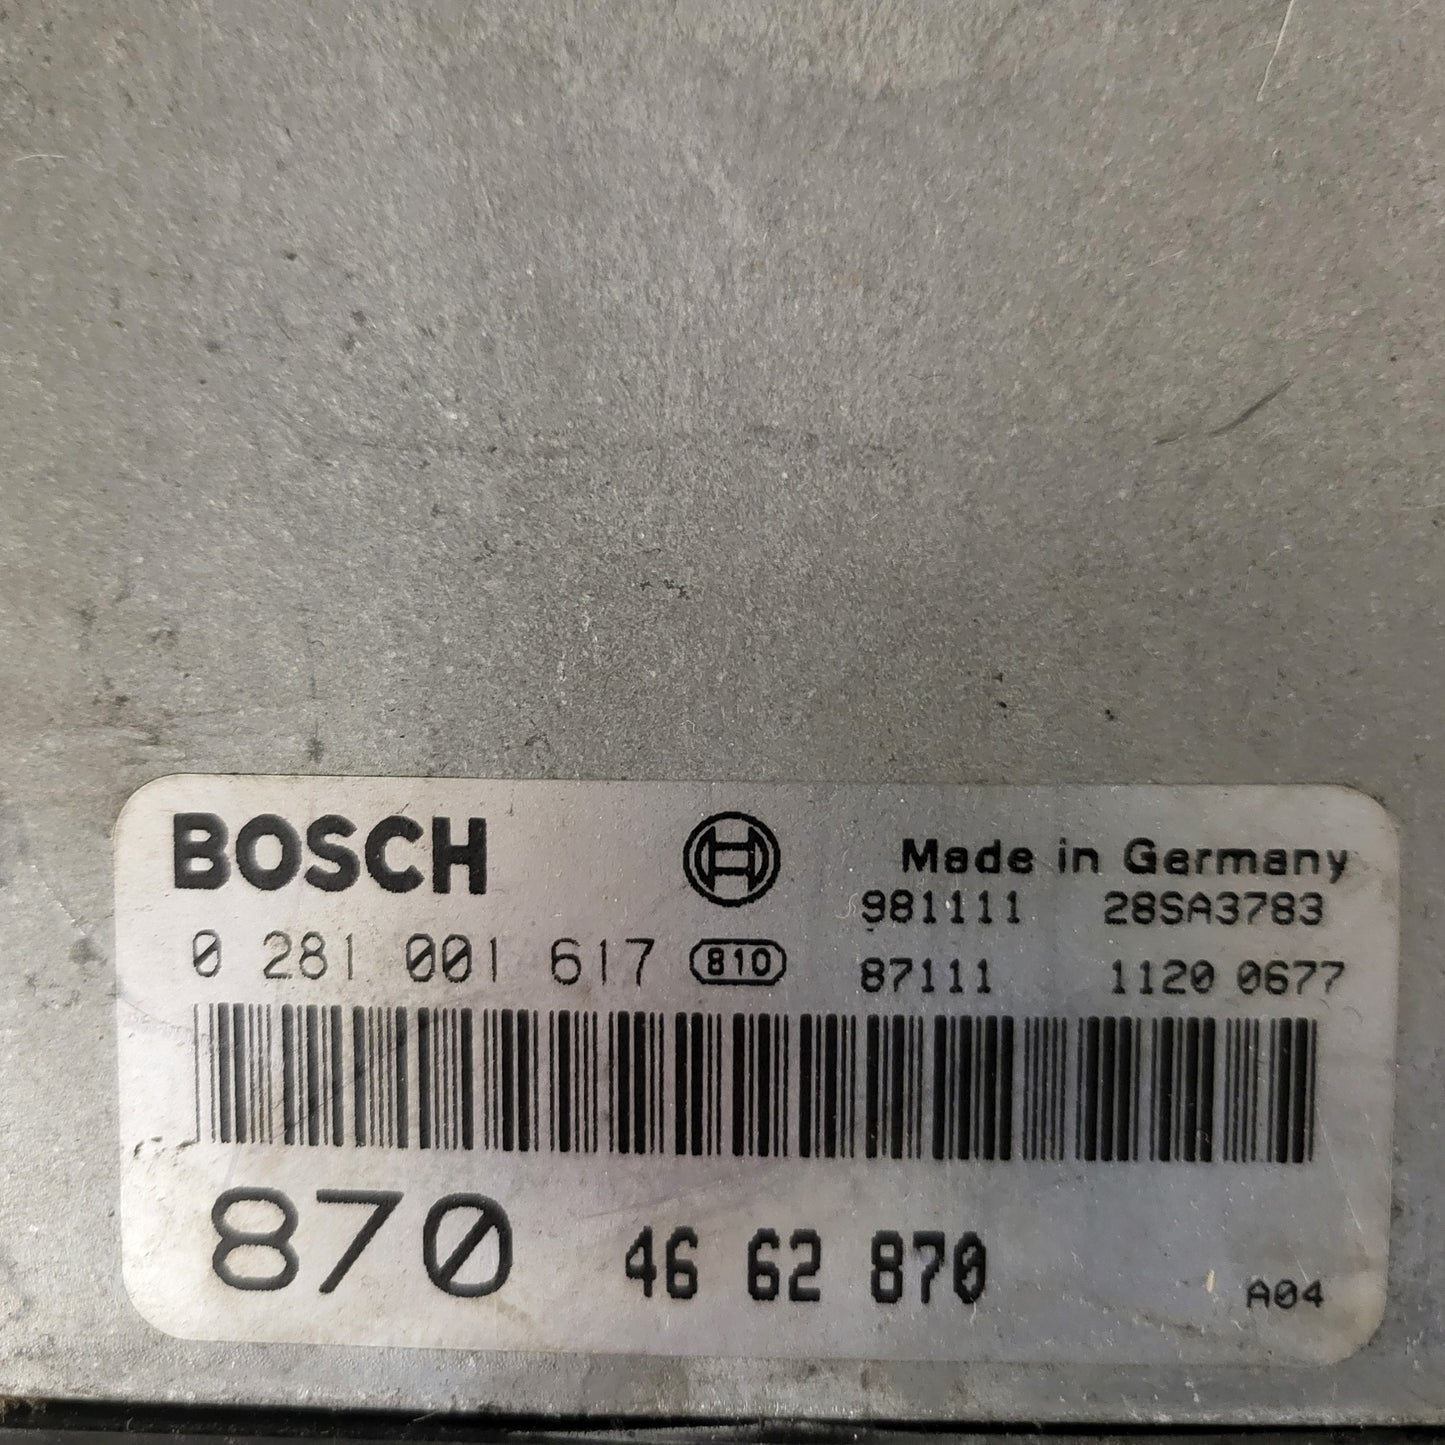 BOSCH
Made in Germany
981111 28SA3783
0 281 001 617 810
87111 1120 0677
870 46 62 870 A04